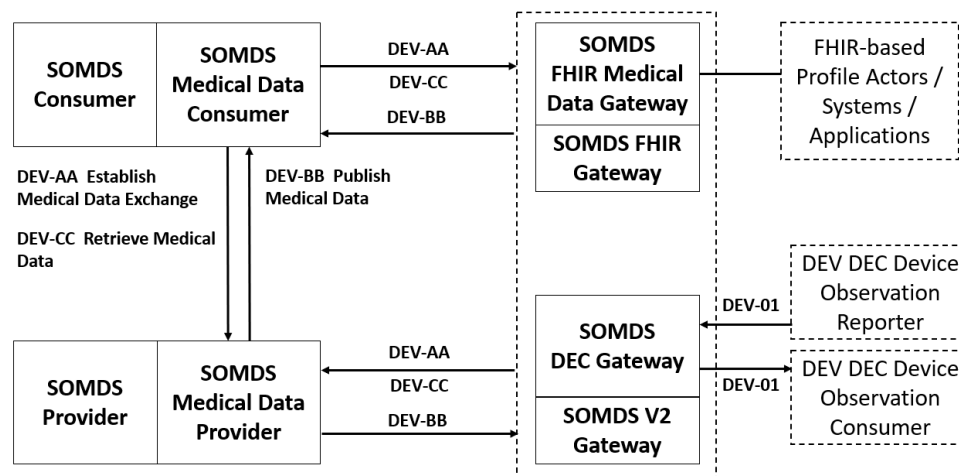 SOMDS
Consumer
SOMDS
Medical Data
Consumer
DEV-AA
DEV-CC
DEV-BB
SOMDS
FHIR Medical
Data Gateway
SOMDS FHIR
Gateway
FHIR-based
Profile Actors /
Systems /
Applications
DEV-AA Establish
Medical Data Exchange
DEV-CC Retrieve Medical
Data
DEV-BB Publish
Medical Data
SOMDS
Provider
SOMDS
Medical Data
Provider
DEV-AA
DEV-CC
DEV-BB
SOMDS
DEC Gateway
SOMDS V2
Gateway
DEV-01
DEV-01
DEV DEC Device
Observation
Reporter
DEV DEC Device
Observation
Consumer